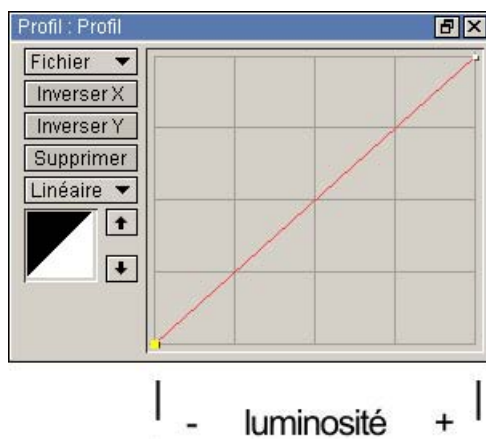 Profil : Profil
Fichier
Inverser X
Inverser Y
Supprimer
Linéaire
- luminosité +